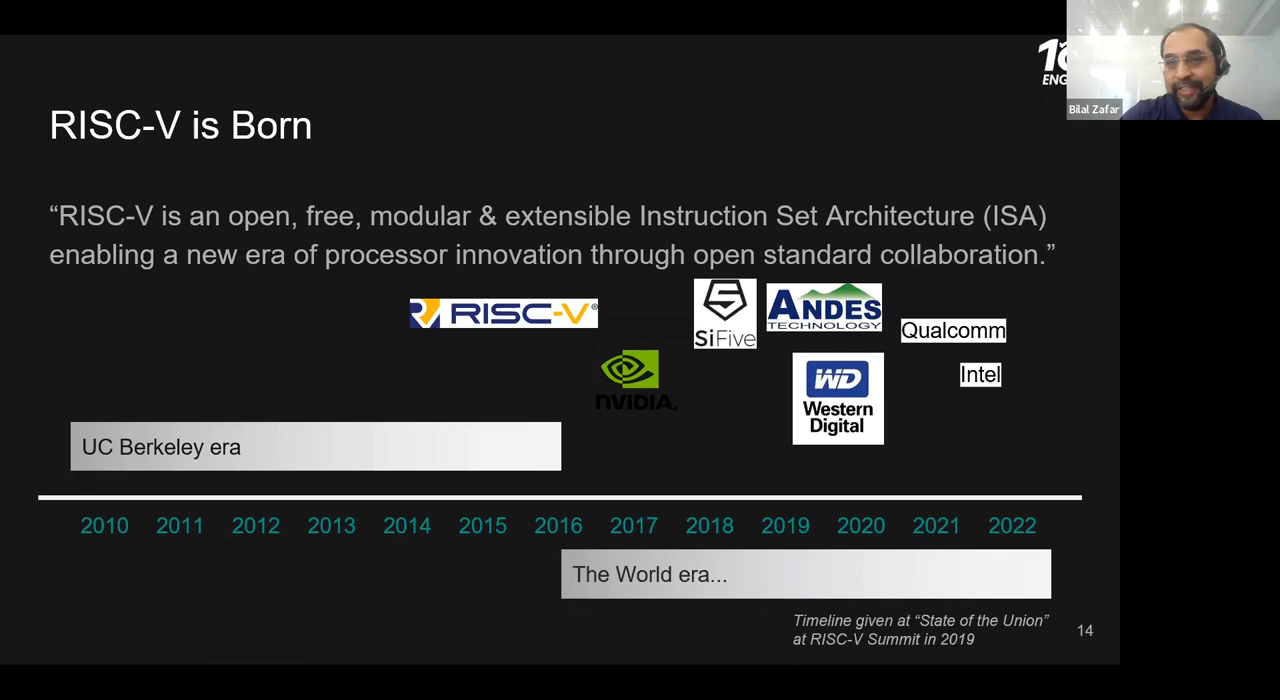 Bilal Zafar
RISC-V is Born
“RISC-V is an open, free, modular & extensible Instruction Set Architecture (ISA)
enabling a new era of processor innovation through open standard collaboration.”
RISC-V®
SiFive
ANDES
TECHNOLOGY
Qualcomm
NVIDIA.
WD
Western
Digital
Intel
UC Berkeley era
2010 2011 2012 2013 2014 2015 2016 2017 2018 2019 2020 2021 2022
The World era...
Timeline given at “State of the Union”
at RISC-V Summit in 2019
14